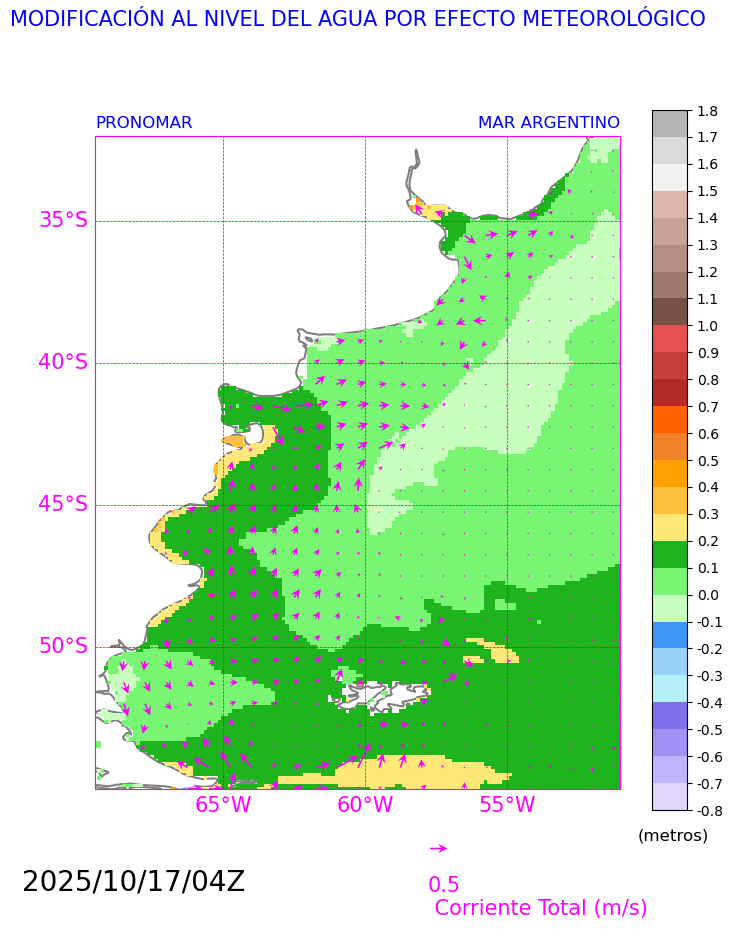 MODIFICACIÓN AL NIVEL DEL AGUA POR EFECTO METEOROLÓGICO
PRONOMAR
MAR ARGENTINO
35°S
40°S
45°S
50°S
65°W
60°W
55°W
1.8
1.7
1.6
1.5
1.4
1.3
1.2
1.1
1.0
0.9
0.8
0.7
0.6
0.5
0.4
0.3
0.2
0.1
0.0
-0.1
-0.2
-0.3
-0.4
-0.5
-0.6
-0.7
-0.8
(metros)
2025/10/17/04Z
0.5
Corriente Total (m/s)